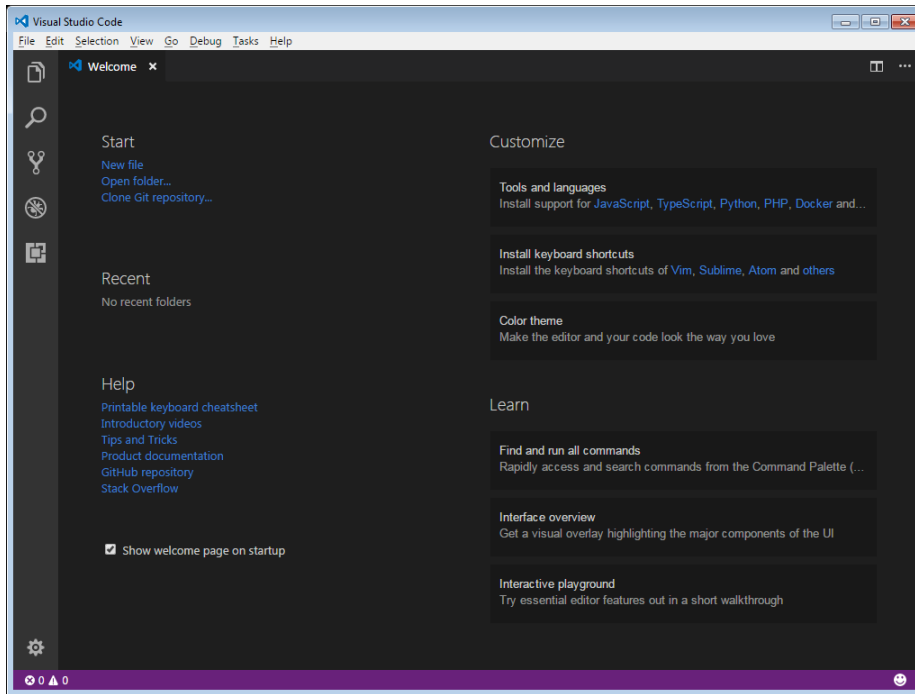 Visual Studio Code
File Edit Selection View Go Debug Tasks Help
Welcome
Start
New file
Open folder...
Clone Git repository...
Recent
No recent folders
Help
Printable keyboard cheatsheet
Introductory videos
Tips and Tricks
Product documentation
GitHub repository
Stack Overflow
Show welcome page on startup
Customize
Tools and languages
Install support for JavaScript, TypeScript, Python, PHP, Docker and...
Install keyboard shortcuts
Install the keyboard shortcuts of Vim, Sublime, Atom and others
Color theme
Make the editor and your code look the way you love
Learn
Find and run all commands
Rapidly access and search commands from the Command Palette (...
Interface overview
Get a visual overlay highlighting the major components of the UI
Interactive playground
Try essential editor features out in a short walkthrough
0 0